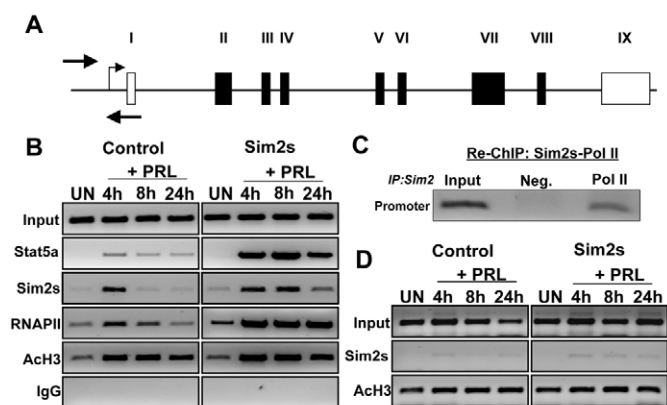 A
I II III IV V VI VII VIII IX
B
Control Sim2s
+ PRL + PRL
UN 4h 8h 24h UN 4h 8h 24h
Input
Stat5a
Sim2s
RNAPII
AcH3
IgG
C
Re-ChIP: Sim2s-Pol II
IP:Sim2 Input Neg. Pol II
Promoter
D
Control Sim2s
+ PRL + PRL
UN 4h 8h 24h UN 4h 8h 24h
Input
Sim2s
AcH3